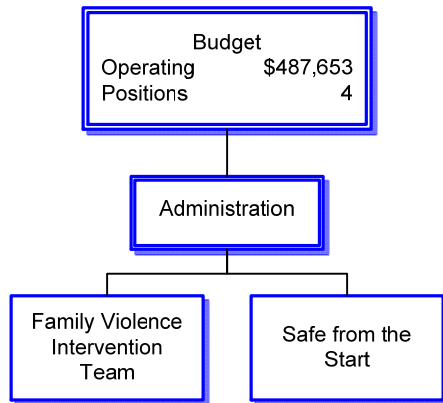 Budget
Operating $487,653
Positions 4
Administration
Family Violence
Intervention
Team
Safe from the
Start